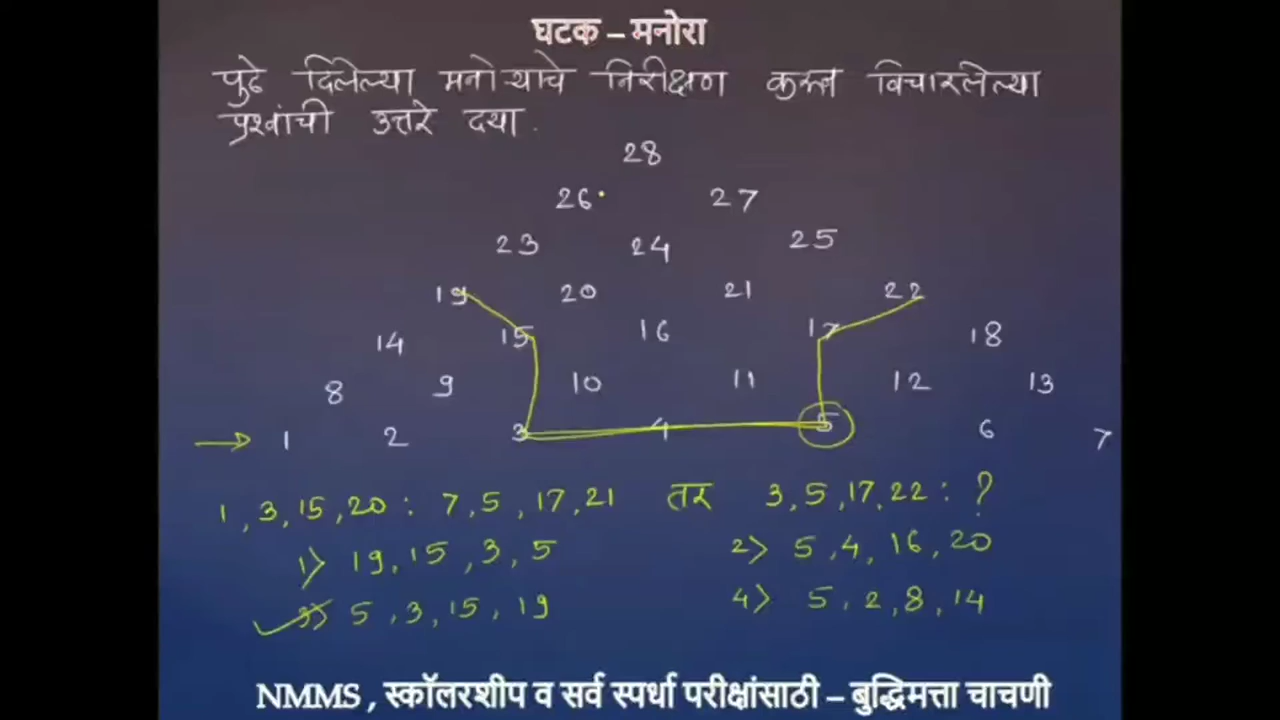 घटक – मनोरा
पुढे दिलेल्या मनोऱ्याचे निरीक्षण करून विचारलेल्या
प्रश्नांची उत्तरे दया.
28
26 27
23 24 25
19 20 21 22
14 15 16 17 18
8 9 10 11 12 13
→ 1 2 3 4 5 6 7
1, 3, 15, 20 : 7, 5, 17, 21 तर 3, 5, 17, 22 : ?
1) 19, 15, 3, 5 2) 5, 4, 16, 20
3) 5, 3, 15, 19 4) 5, 2, 8, 14
NMMS , स्कॉलरशीप व सर्व स्पर्धा परीक्षांसाठी – बुद्धिमत्ता चाचणी